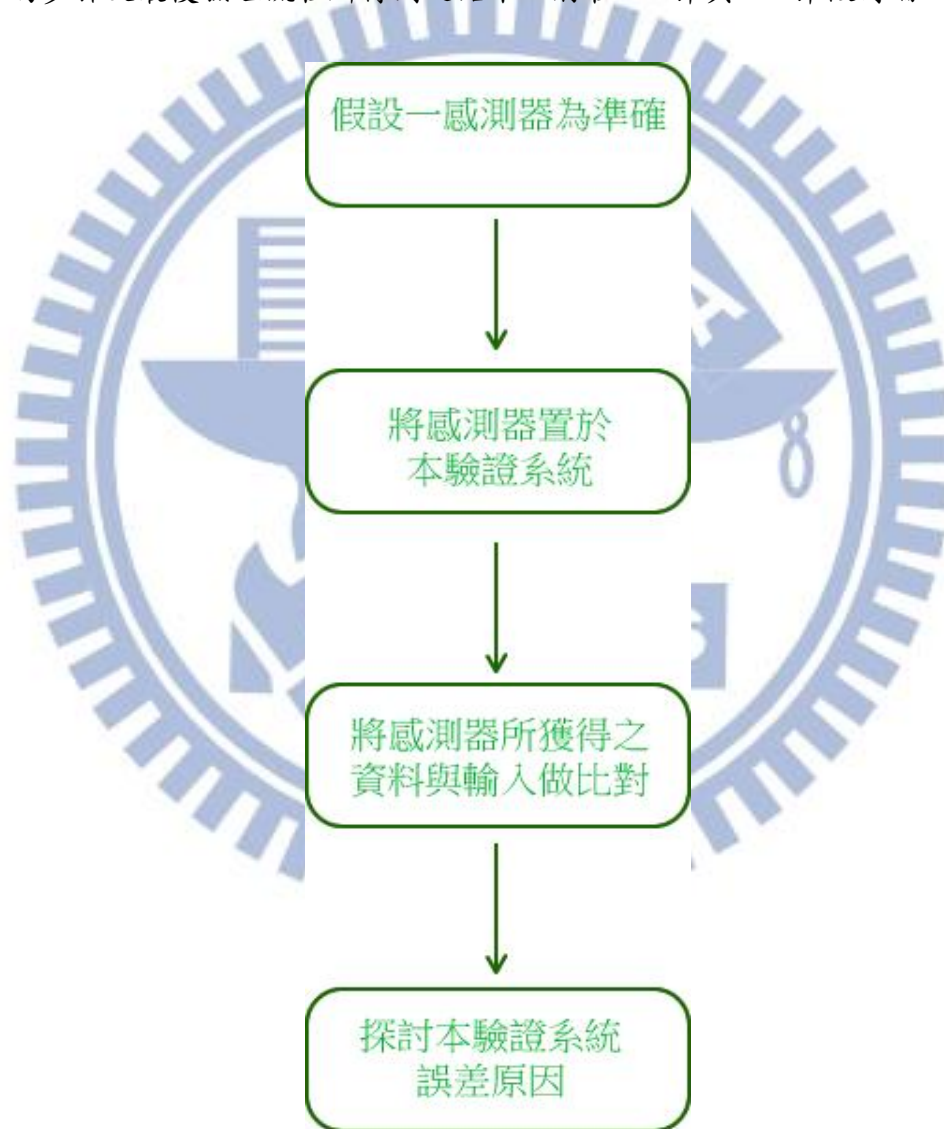 假設一感測器為準確
將感測器置於
本驗證系統
將感測器所獲得之
資料與輸入做比對
探討本驗證系統
誤差原因